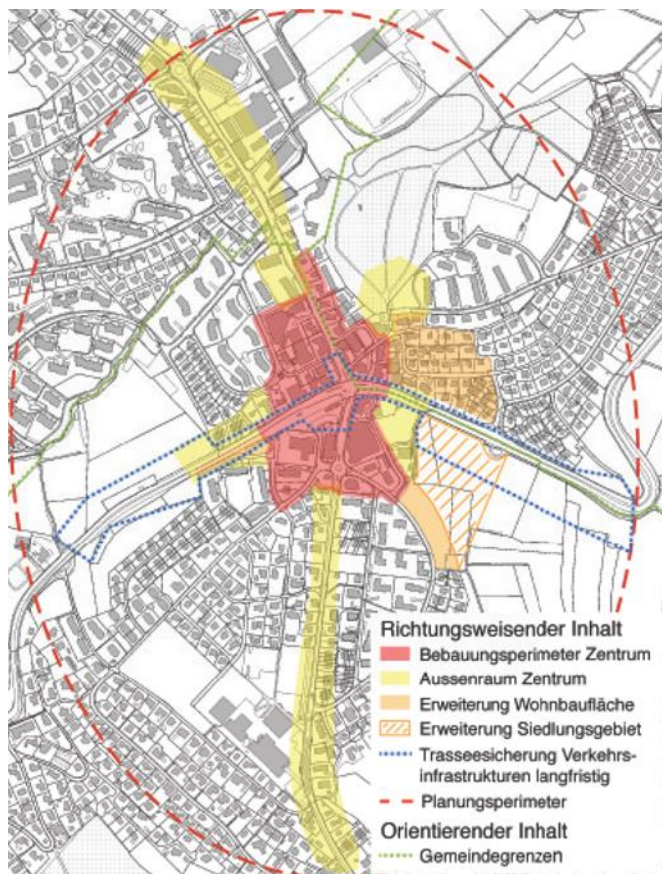 Richtungsweisender Inhalt
Bebauungsperimeter Zentrum
Aussenraum Zentrum
Erweiterung Wohnbaufläche
Erweiterung Siedlungsgebiet
Trasseesicherung Verkehrs-
infrastrukturen langfristig
Planungsperimeter
Orientierender Inhalt
Gemeindegrenzen